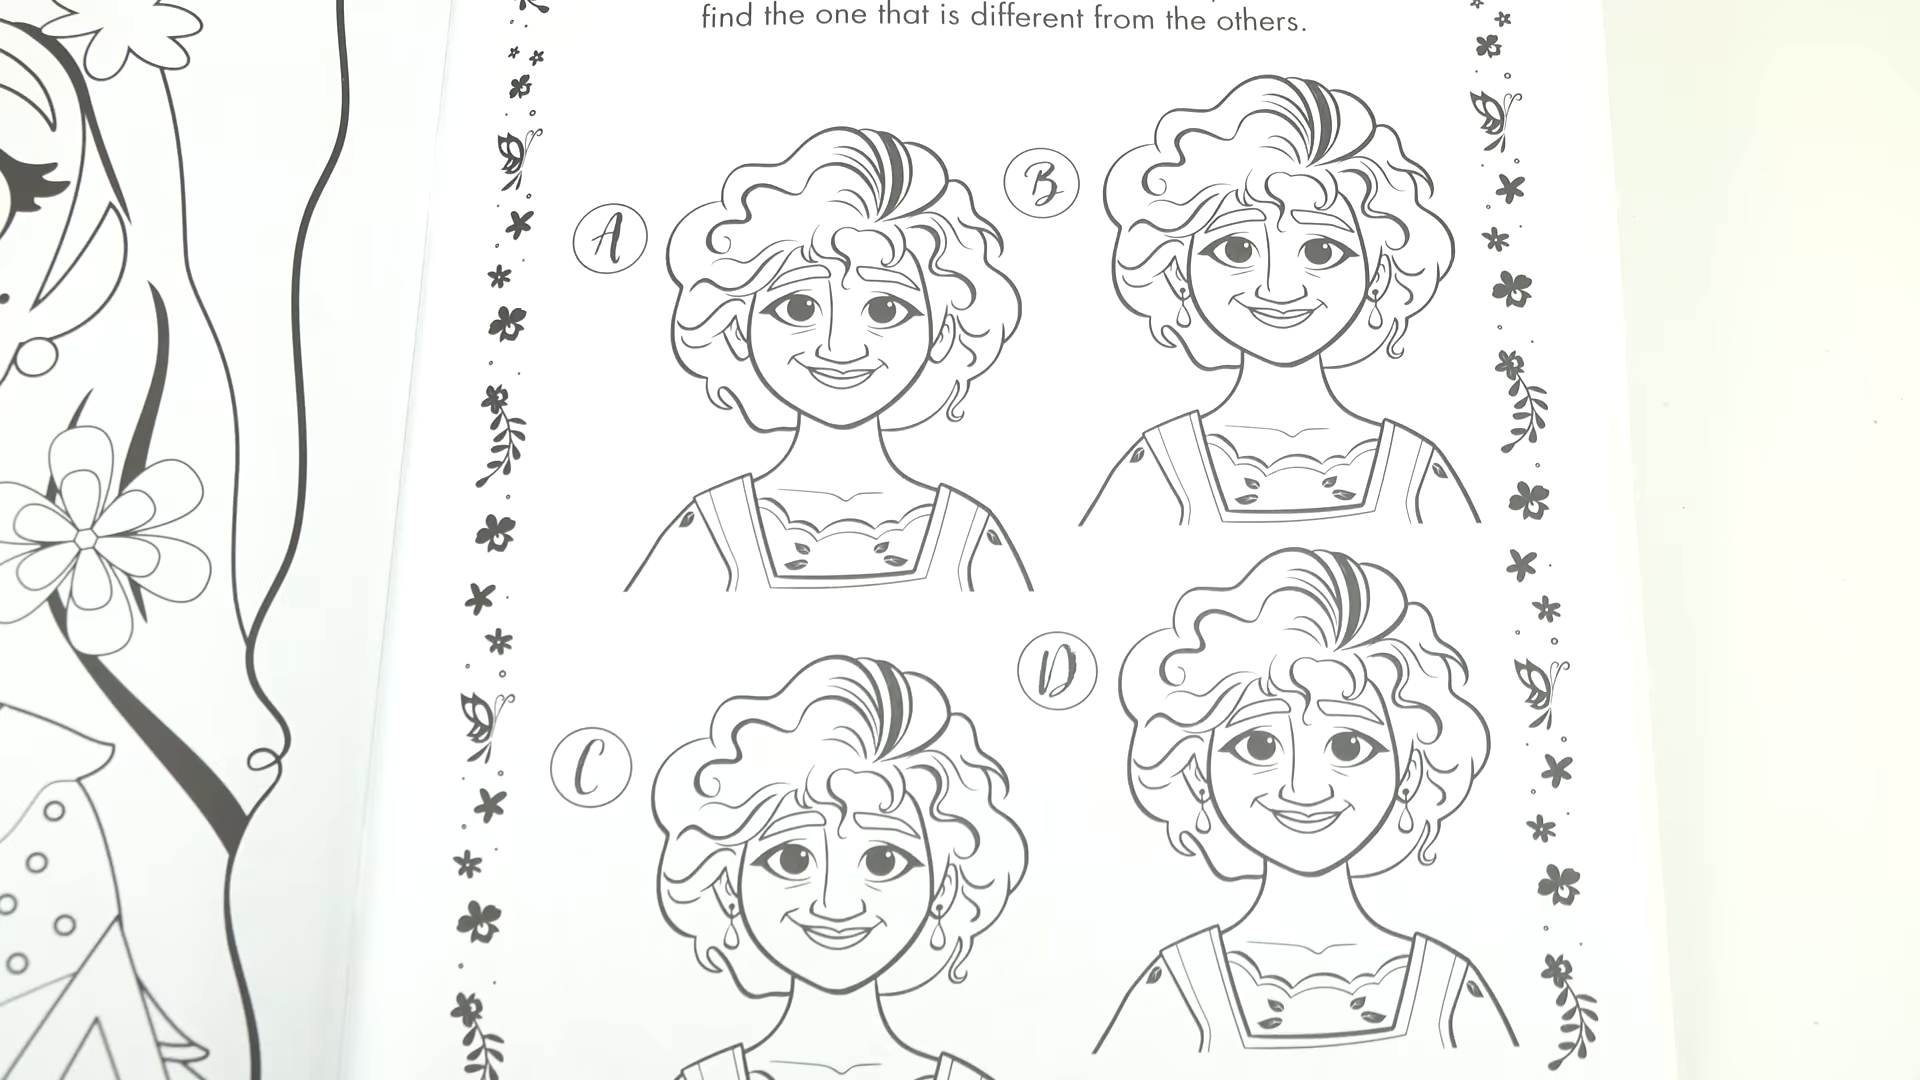 find the one that is different from the others.
B
A
D
C